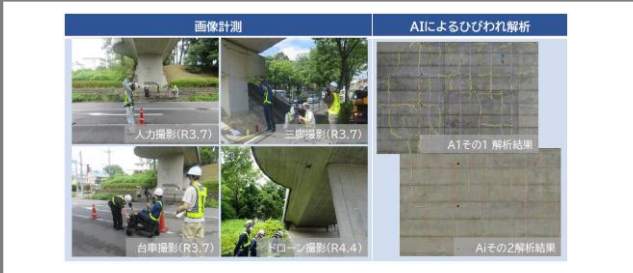 画像計測
AIによるひびわれ解析
人力撮影(R3.7)
三脚撮影(R3.7)
台車撮影(R3.7)
ドローン撮影(R4.4)
A1その1 解析結果
Aiその2解析結果